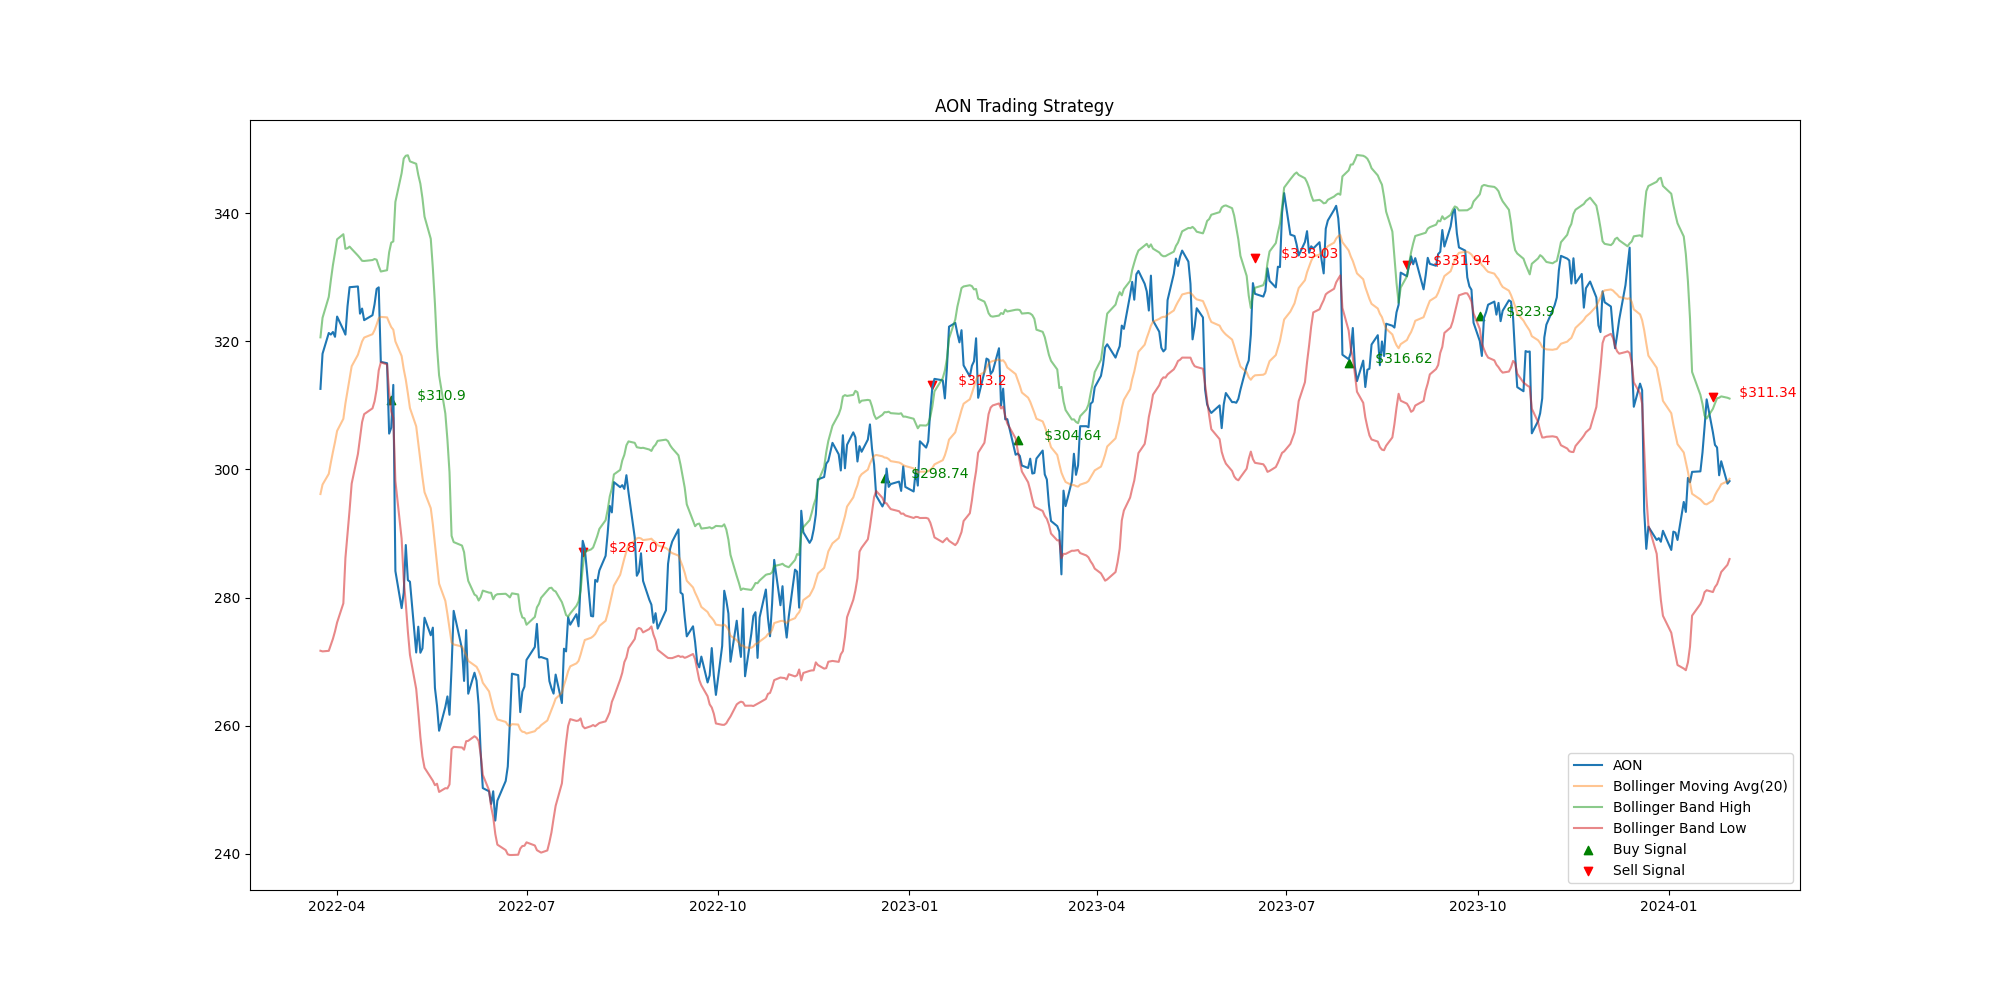 AON Trading Strategy
340
320
300
280
260
240
$310.9
$287.07
$298.74
$313.2
$304.64
$333.03
$316.62
$331.94
$323.9
$311.34
AON
Bollinger Moving Avg(20)
Bollinger Band High
Bollinger Band Low
Buy Signal
Sell Signal
2022-04 2022-07 2022-10 2023-01 2023-04 2023-07 2023-10 2024-01